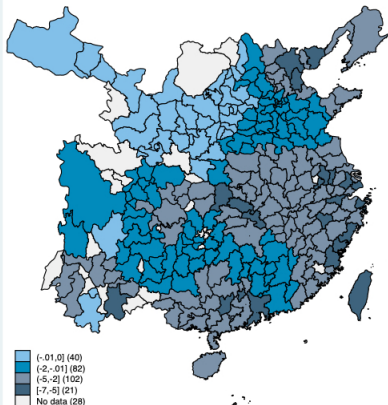 (-.01,0] (40)
(-2,-.01] (82)
(-5,-2] (102)
[-7,-5] (21)
No data (28)